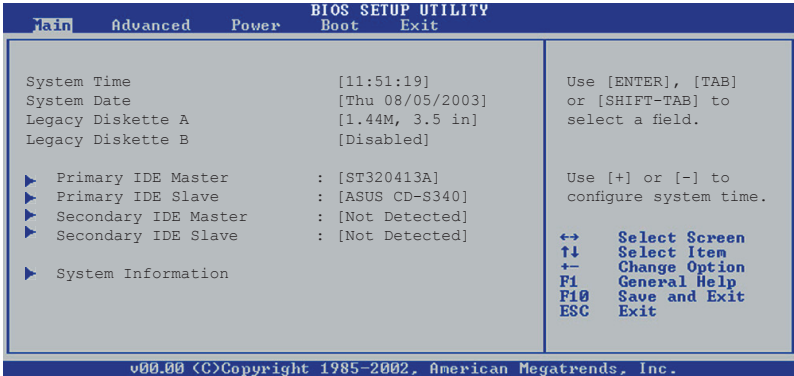 BIOS SETUP UTILITY
Main Advanced Power Boot Exit
System Time [11:51:19]
System Date [Thu 08/05/2003]
Legacy Diskette A [1.44M, 3.5 in]
Legacy Diskette B [Disabled]
Primary IDE Master : [ST320413A]
Primary IDE Slave : [ASUS CD-S340]
Secondary IDE Master : [Not Detected]
Secondary IDE Slave : [Not Detected]
System Information
Use [ENTER], [TAB]
or [SHIFT-TAB] to
select a field.
Use [+] or [-] to
configure system time.
←→ Select Screen
↑↓ Select Item
+- Change Option
F1 General Help
F10 Save and Exit
ESC Exit
v00.00 (C)Copyright 1985-2002, American Megatrends, Inc.